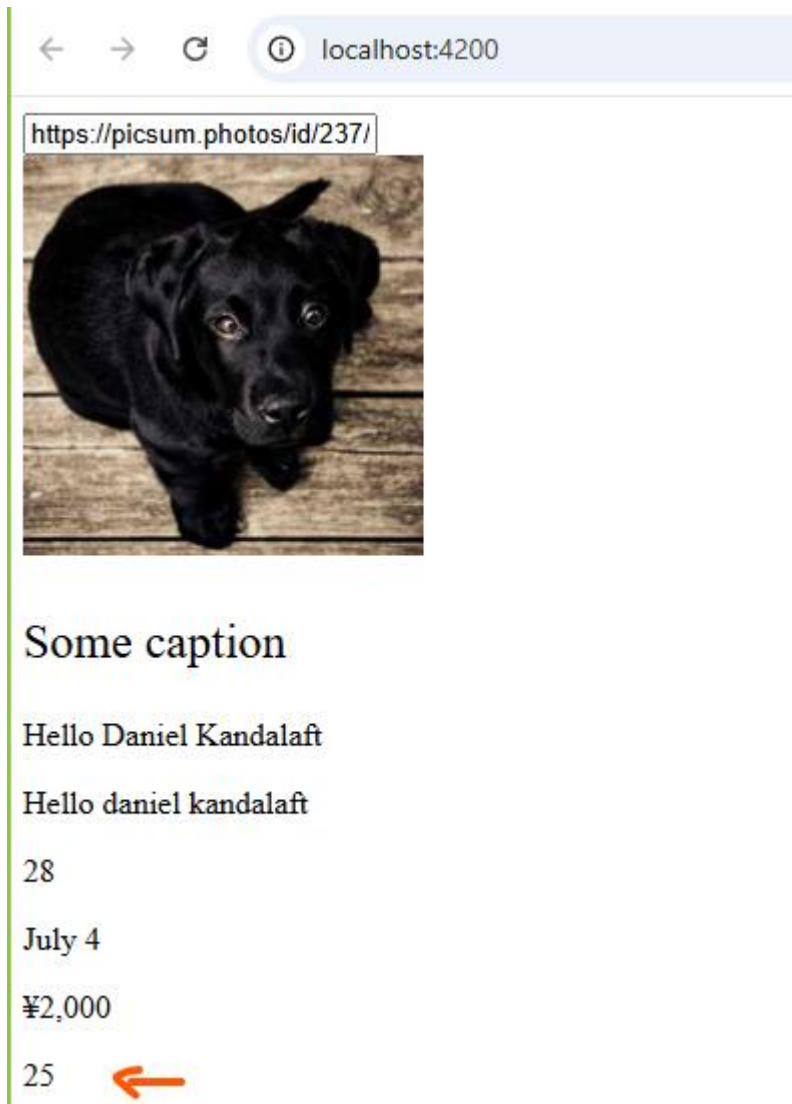 localhost:4200
https://picsum.photos/id/237/
Some caption
Hello Daniel Kandalaft
Hello daniel kandalaft
28
July 4
¥2,000
25